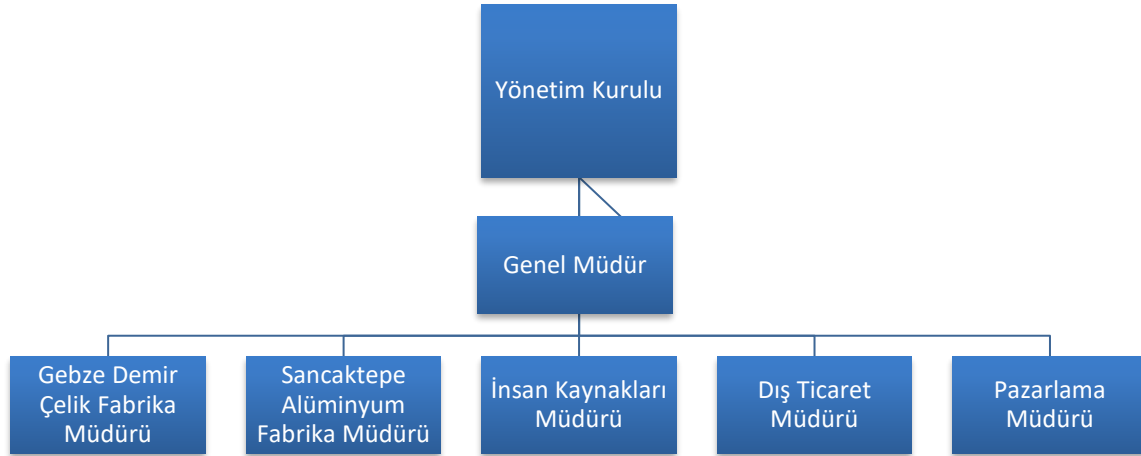 Yönetim Kurulu
Genel Müdür
Gebze Demir
Çelik Fabrika
Müdürü
Sancaktepe
Alüminyum
Fabrika Müdürü
İnsan Kaynakları
Müdürü
Dış Ticaret
Müdürü
Pazarlama
Müdürü